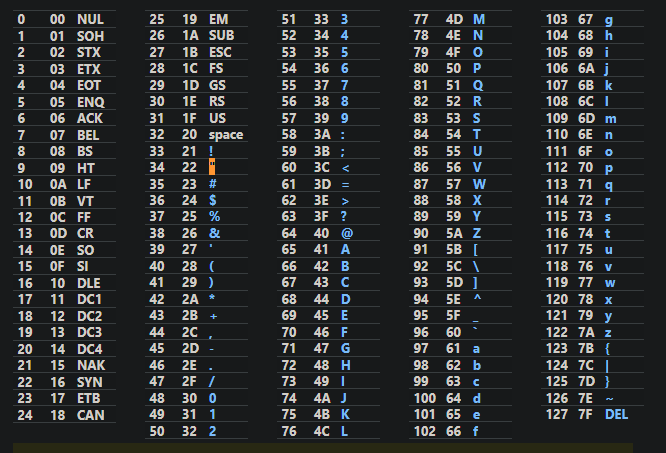 0 00 NUL
1 01 SOH
2 02 STX
3 03 ETX
4 04 EOT
5 05 ENQ
6 06 ACK
7 07 BEL
8 08 BS
9 09 HT
10 0A LF
11 0B VT
12 0C FF
13 0D CR
14 0E SO
15 0F SI
16 10 DLE
17 11 DC1
18 12 DC2
19 13 DC3
20 14 DC4
21 15 NAK
22 16 SYN
23 17 ETB
24 18 CAN
25 19 EM
26 1A SUB
27 1B ESC
28 1C FS
29 1D GS
30 1E RS
31 1F US
32 20 space
33 21 !
34 22 "
35 23 #
36 24 $
37 25 %
38 26 &
39 27 '
40 28 (
41 29 )
42 2A *
43 2B +
44 2C ,
45 2D -
46 2E .
47 2F /
48 30 0
49 31 1
50 32 2
51 33 3
52 34 4
53 35 5
54 36 6
55 37 7
56 38 8
57 39 9
58 3A :
59 3B ;
60 3C <
61 3D =
62 3E >
63 3F ?
64 40 @
65 41 A
66 42 B
67 43 C
68 44 D
69 45 E
70 46 F
71 47 G
72 48 H
73 49 I
74 4A J
75 4B K
76 4C L
77 4D M
78 4E N
79 4F O
80 50 P
81 51 Q
82 52 R
83 53 S
84 54 T
85 55 U
86 56 V
87 57 W
88 58 X
89 59 Y
90 5A Z
91 5B [
92 5C \
93 5D ]
94 5E ^
95 5F _
96 60 `
97 61 a
98 62 b
99 63 c
100 64 d
101 65 e
102 66 f
103 67 g
104 68 h
105 69 i
106 6A j
107 6B k
108 6C l
109 6D m
110 6E n
111 6F o
112 70 p
113 71 q
114 72 r
115 73 s
116 74 t
117 75 u
118 76 v
119 77 w
120 78 x
121 79 y
122 7A z
123 7B {
124 7C |
125 7D }
126 7E ~
127 7F DEL